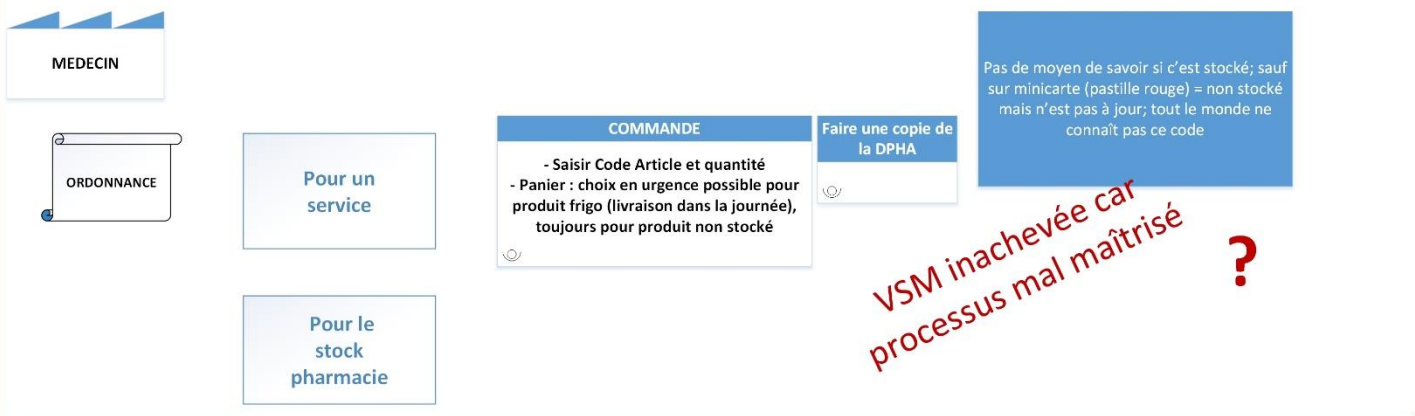 MEDECIN
ORDONNANCE
Pour un
service
Pour le
stock
pharmacie
COMMANDE
- Saisir Code Article et quantité
- Panier : choix en urgence possible pour
produit frigo (livraison dans la journée),
toujours pour produit non stocké
Faire une copie de
la DPHA
Pas de moyen de savoir si c'est stocké; sauf
sur minicarte (pastille rouge) = non stocké
mais n'est pas à jour; tout le monde ne
connaît pas ce code
VSM inachevée car
processus mal maîtrisé
?